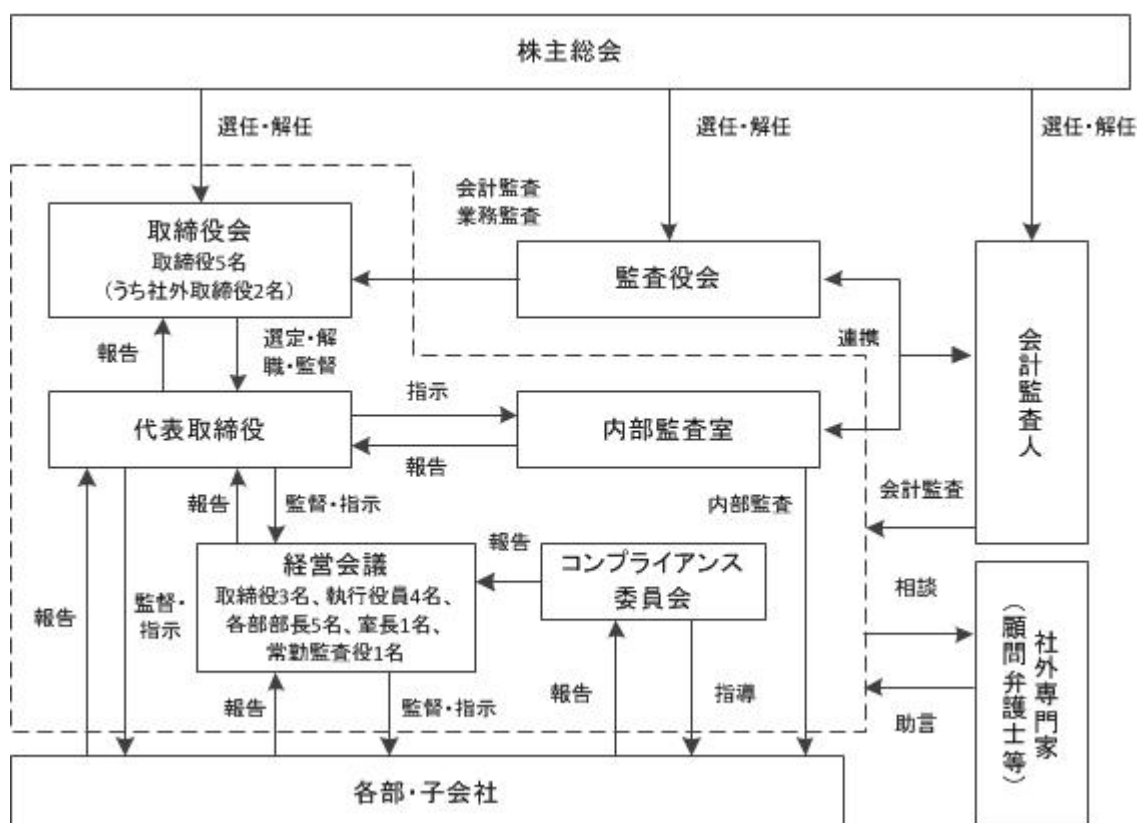 株主総会
選任・解任
選任・解任
選任・解任
会計監査
業務監査
取締役会
取締役5名
（うち社外取締役2名）
監査役会
会計監査人
報告
選定・解
職・監督
連携
指示
代表取締役
内部監査室
報告
報告
監督・指示
内部監査
会計監査
経営会議
取締役3名、執行役員4名、
各部部長5名、室長1名、
常勤監査役1名
報告
コンプライアンス
委員会
報告
監督・
指示
相談
社外専門家
（顧問弁護士等）
報告
監督・指示
報告
指導
助言
各部・子会社